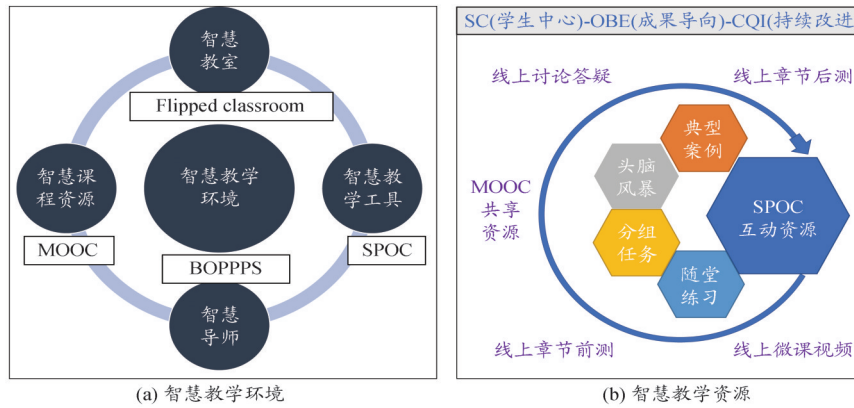 智慧
教室
Flipped classroom
智慧课
程资源
智慧教学
环境
智慧教
学工具
MOOC
SPOC
BOPPPS
智慧
导师
(a) 智慧教学环境
SC(学生中心)-OBE(成果导向)-CQI(持续改进
线上讨论答疑
线上章节后测
典型
案例
头脑
风暴
MOOC
共享
资源
SPOC
互动资源
分组
任务
随堂
练习
线上章节前测
线上微课视频
(b) 智慧教学资源